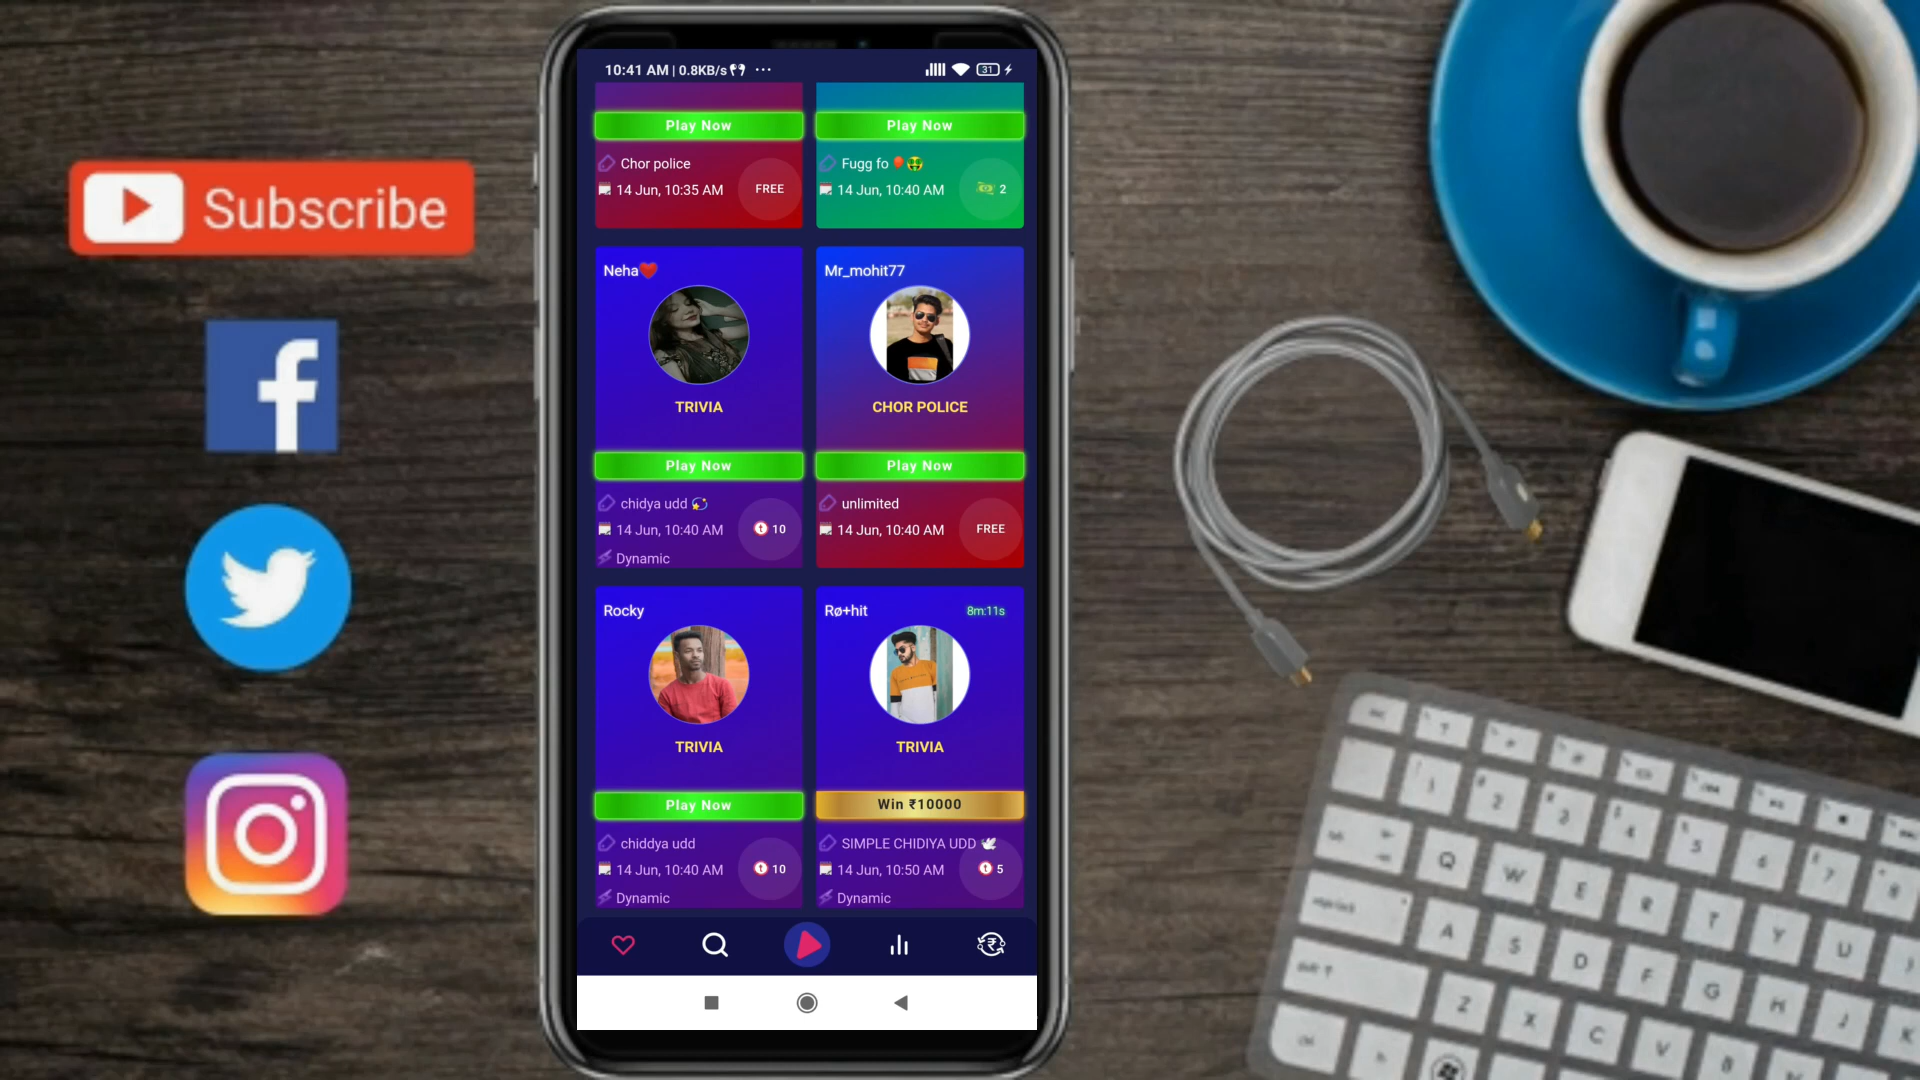 Subscribe
10:41 AM | 0.8KB/s ...
31
Play Now
Play Now
Chor police
14 Jun, 10:35 AM
FREE
Fugg fo 🎈🤑
14 Jun, 10:40 AM
2
Neha❤️
TRIVIA
Play Now
chidya udd 💫
14 Jun, 10:40 AM
10
Dynamic
Mr_mohit77
CHOR POLICE
Play Now
unlimited
14 Jun, 10:40 AM
FREE
Rocky
TRIVIA
Play Now
chiddya udd
14 Jun, 10:40 AM
10
Dynamic
Rø+hit
8m:11s
TRIVIA
Win ₹10000
SIMPLE CHIDIYA UDD 🕊️
14 Jun, 10:50 AM
5
Dynamic
Q W E R T Y U
A S D F G H J K
Z X C V B